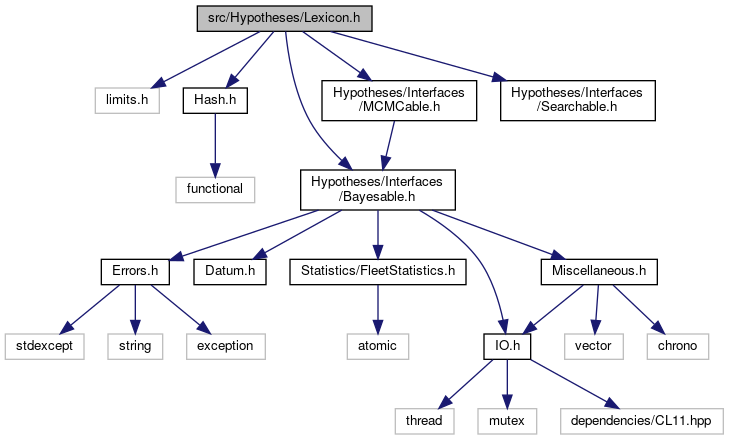 src/Hypotheses/Lexicon.h
limits.h
Hash.h
Hypotheses/Interfaces
/MCMCable.h
Hypotheses/Interfaces
/Searchable.h
functional
Hypotheses/Interfaces
/Bayesable.h
Errors.h
Datum.h
Statistics/FleetStatistics.h
Miscellaneous.h
stdexcept
string
exception
atomic
IO.h
vector
chrono
thread
mutex
dependencies/CL11.hpp